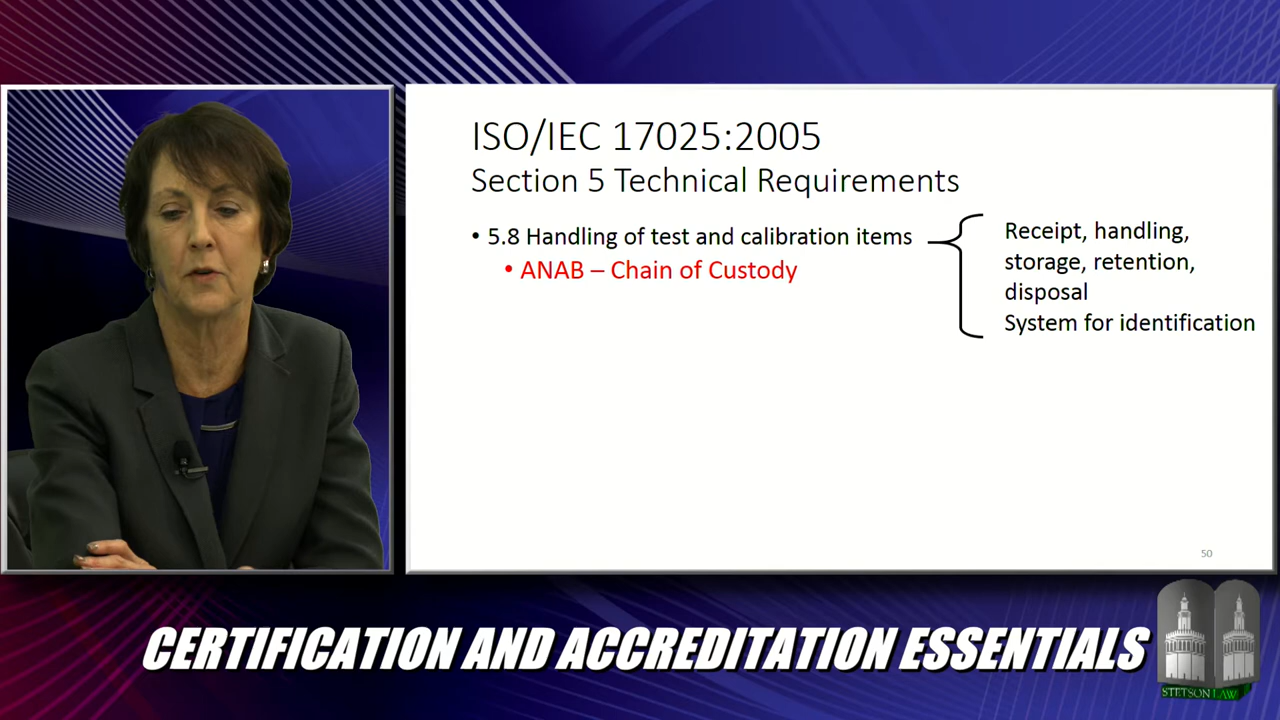 ISO/IEC 17025:2005
Section 5 Technical Requirements
• 5.8 Handling of test and calibration items
• ANAB – Chain of Custody
Receipt, handling,
storage, retention,
disposal
System for identification
50
CERTIFICATION AND ACCREDITATION ESSENTIALS
STETSON LAW